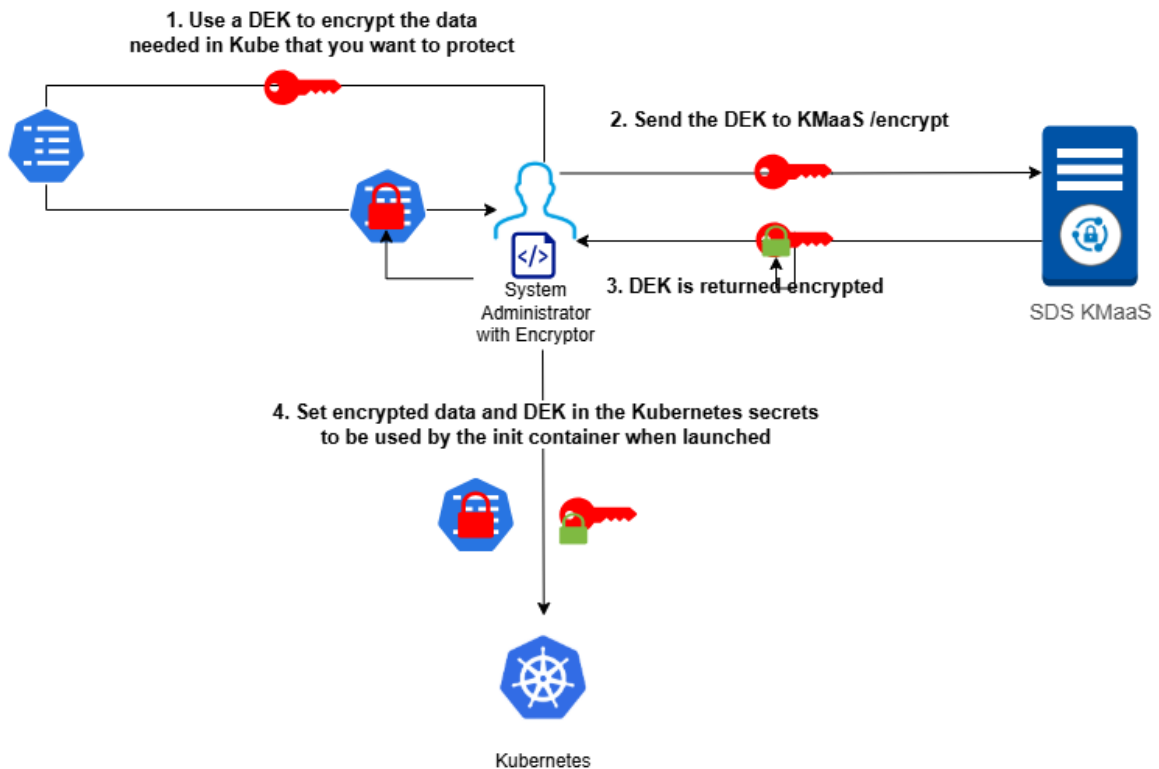 1. Use a DEK to encrypt the data
needed in Kube that you want to protect
2. Send the DEK to KMaaS /encrypt
</>
3. DEK is returned encrypted
System
Administrator
with Encryptor
SDS KMaaS
4. Set encrypted data and DEK in the Kubernetes secrets
to be used by the init container when launched
Kubernetes